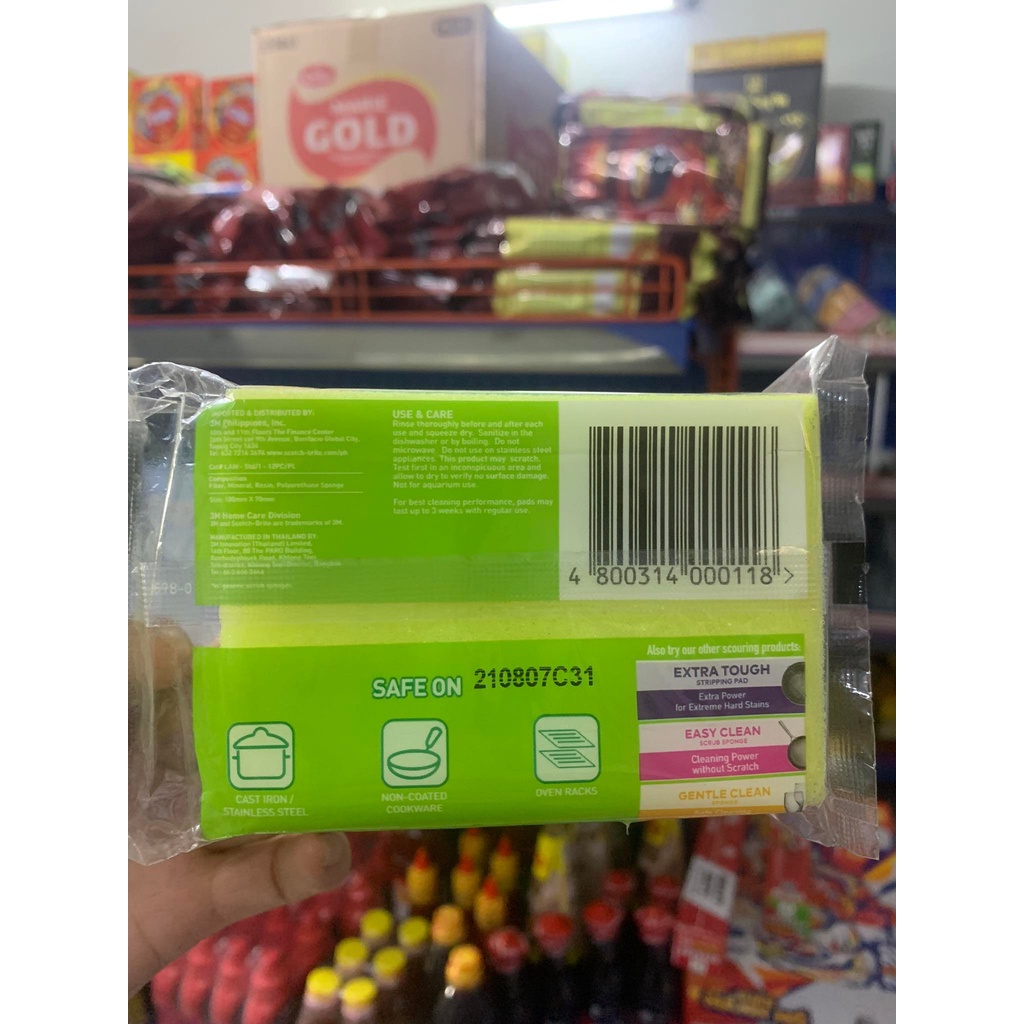 GOLD
IMPORTED & DISTRIBUTED BY:
3M Philippines, Inc.
3M Home Care Division
3M and Scotch-Brite are trademarks of 3M.
MANUFACTURED IN THAILAND BY:
USE & CARE
Rinse thoroughly before and after each
use and squeeze dry. Sanitize in the
dishwasher or by boiling. Do not
microwave. Do not use on stainless steel
appliances. This product may scratch.
Test first in an inconspicuous area and
allow to dry to verify no surface damage.
Not for aquarium use.
For best cleaning performance, pads may
last up to 3 weeks with regular use.
4 800314 000118 >
SAFE ON
210807C31
CAST IRON /
STAINLESS STEEL
NON-COATED
COOKWARE
OVEN RACKS
Also try our other scouring products:
EXTRA TOUGH
STRIPPING PAD
Extra Power
for Extreme Hard Stains
EASY CLEAN
SCRUB SPONGE
Cleaning Power
without Scratch
GENTLE CLEAN
SPONGE